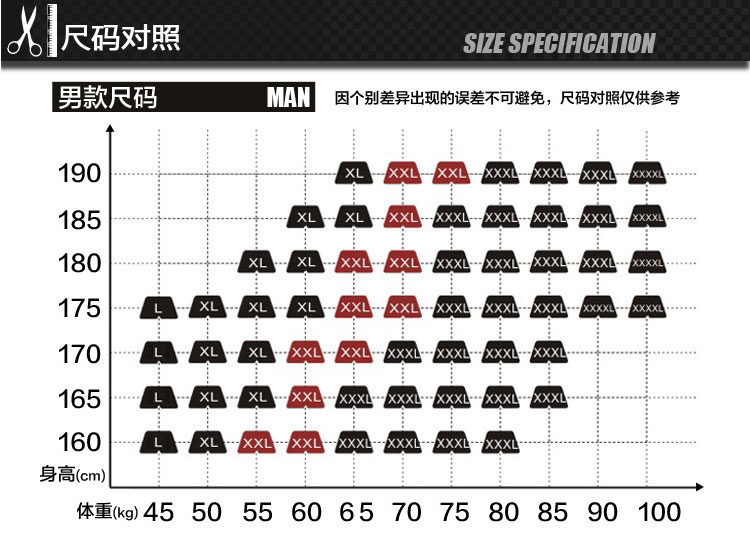 尺码对照
SIZE SPECIFICATION
男款尺码 MAN
因个别差异出现的误差不可避免，尺码对照仅供参考
190 XL XXL XXL XXXL XXXL XXXL XXXXL
185 XL XL XXL XXXL XXXL XXXL XXXL XXXXL
180 XL XL XXL XXL XXXL XXXL XXXL XXXL XXXXL
175 L XL XL XL XXL XXL XXXL XXXL XXXL XXXXL XXXXL
170 L XL XL XXL XXL XXXL XXXL XXXL XXXL
165 L XL XL XXL XXXL XXXL XXXL XXXL XXXL
160 L XL XXL XXL XXXL XXXL XXXL XXXL
身高(cm)
体重(kg) 45 50 55 60 65 70 75 80 85 90 100